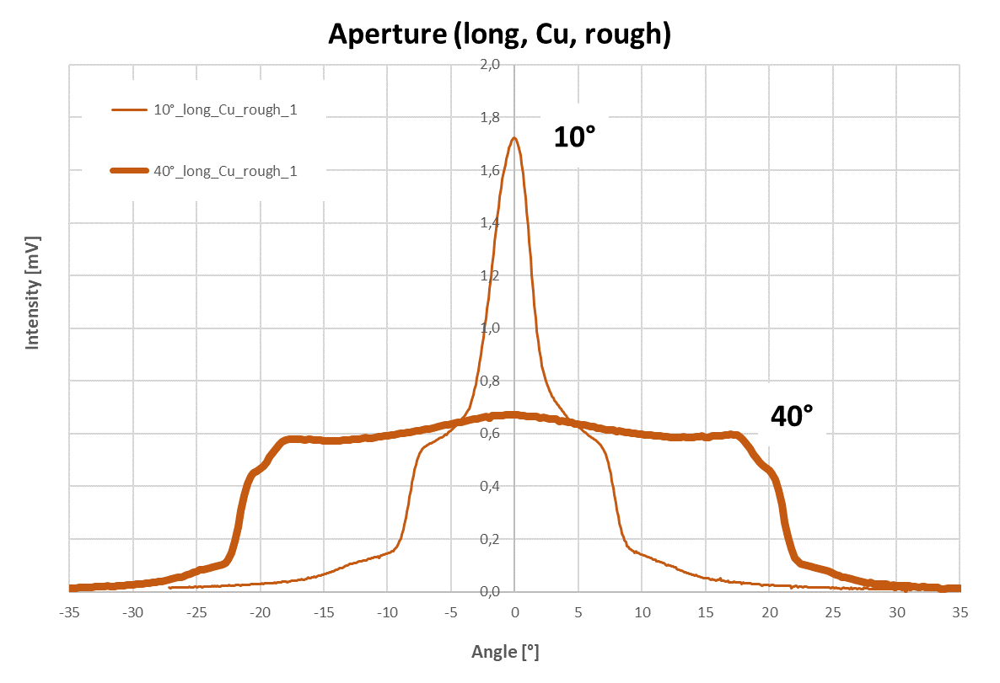 Aperture (long, Cu, rough)
2,0
10°_long_Cu_rough_1
1,8
10°
40°_long_Cu_rough_1
1,6
1,4
1,2
Intensity [mV]
1,0
0,8
40°
0,6
0,4
0,2
0,0
-35 -30 -25 -20 -15 -10 -5 0 5 10 15 20 25 30 35
Angle [°]